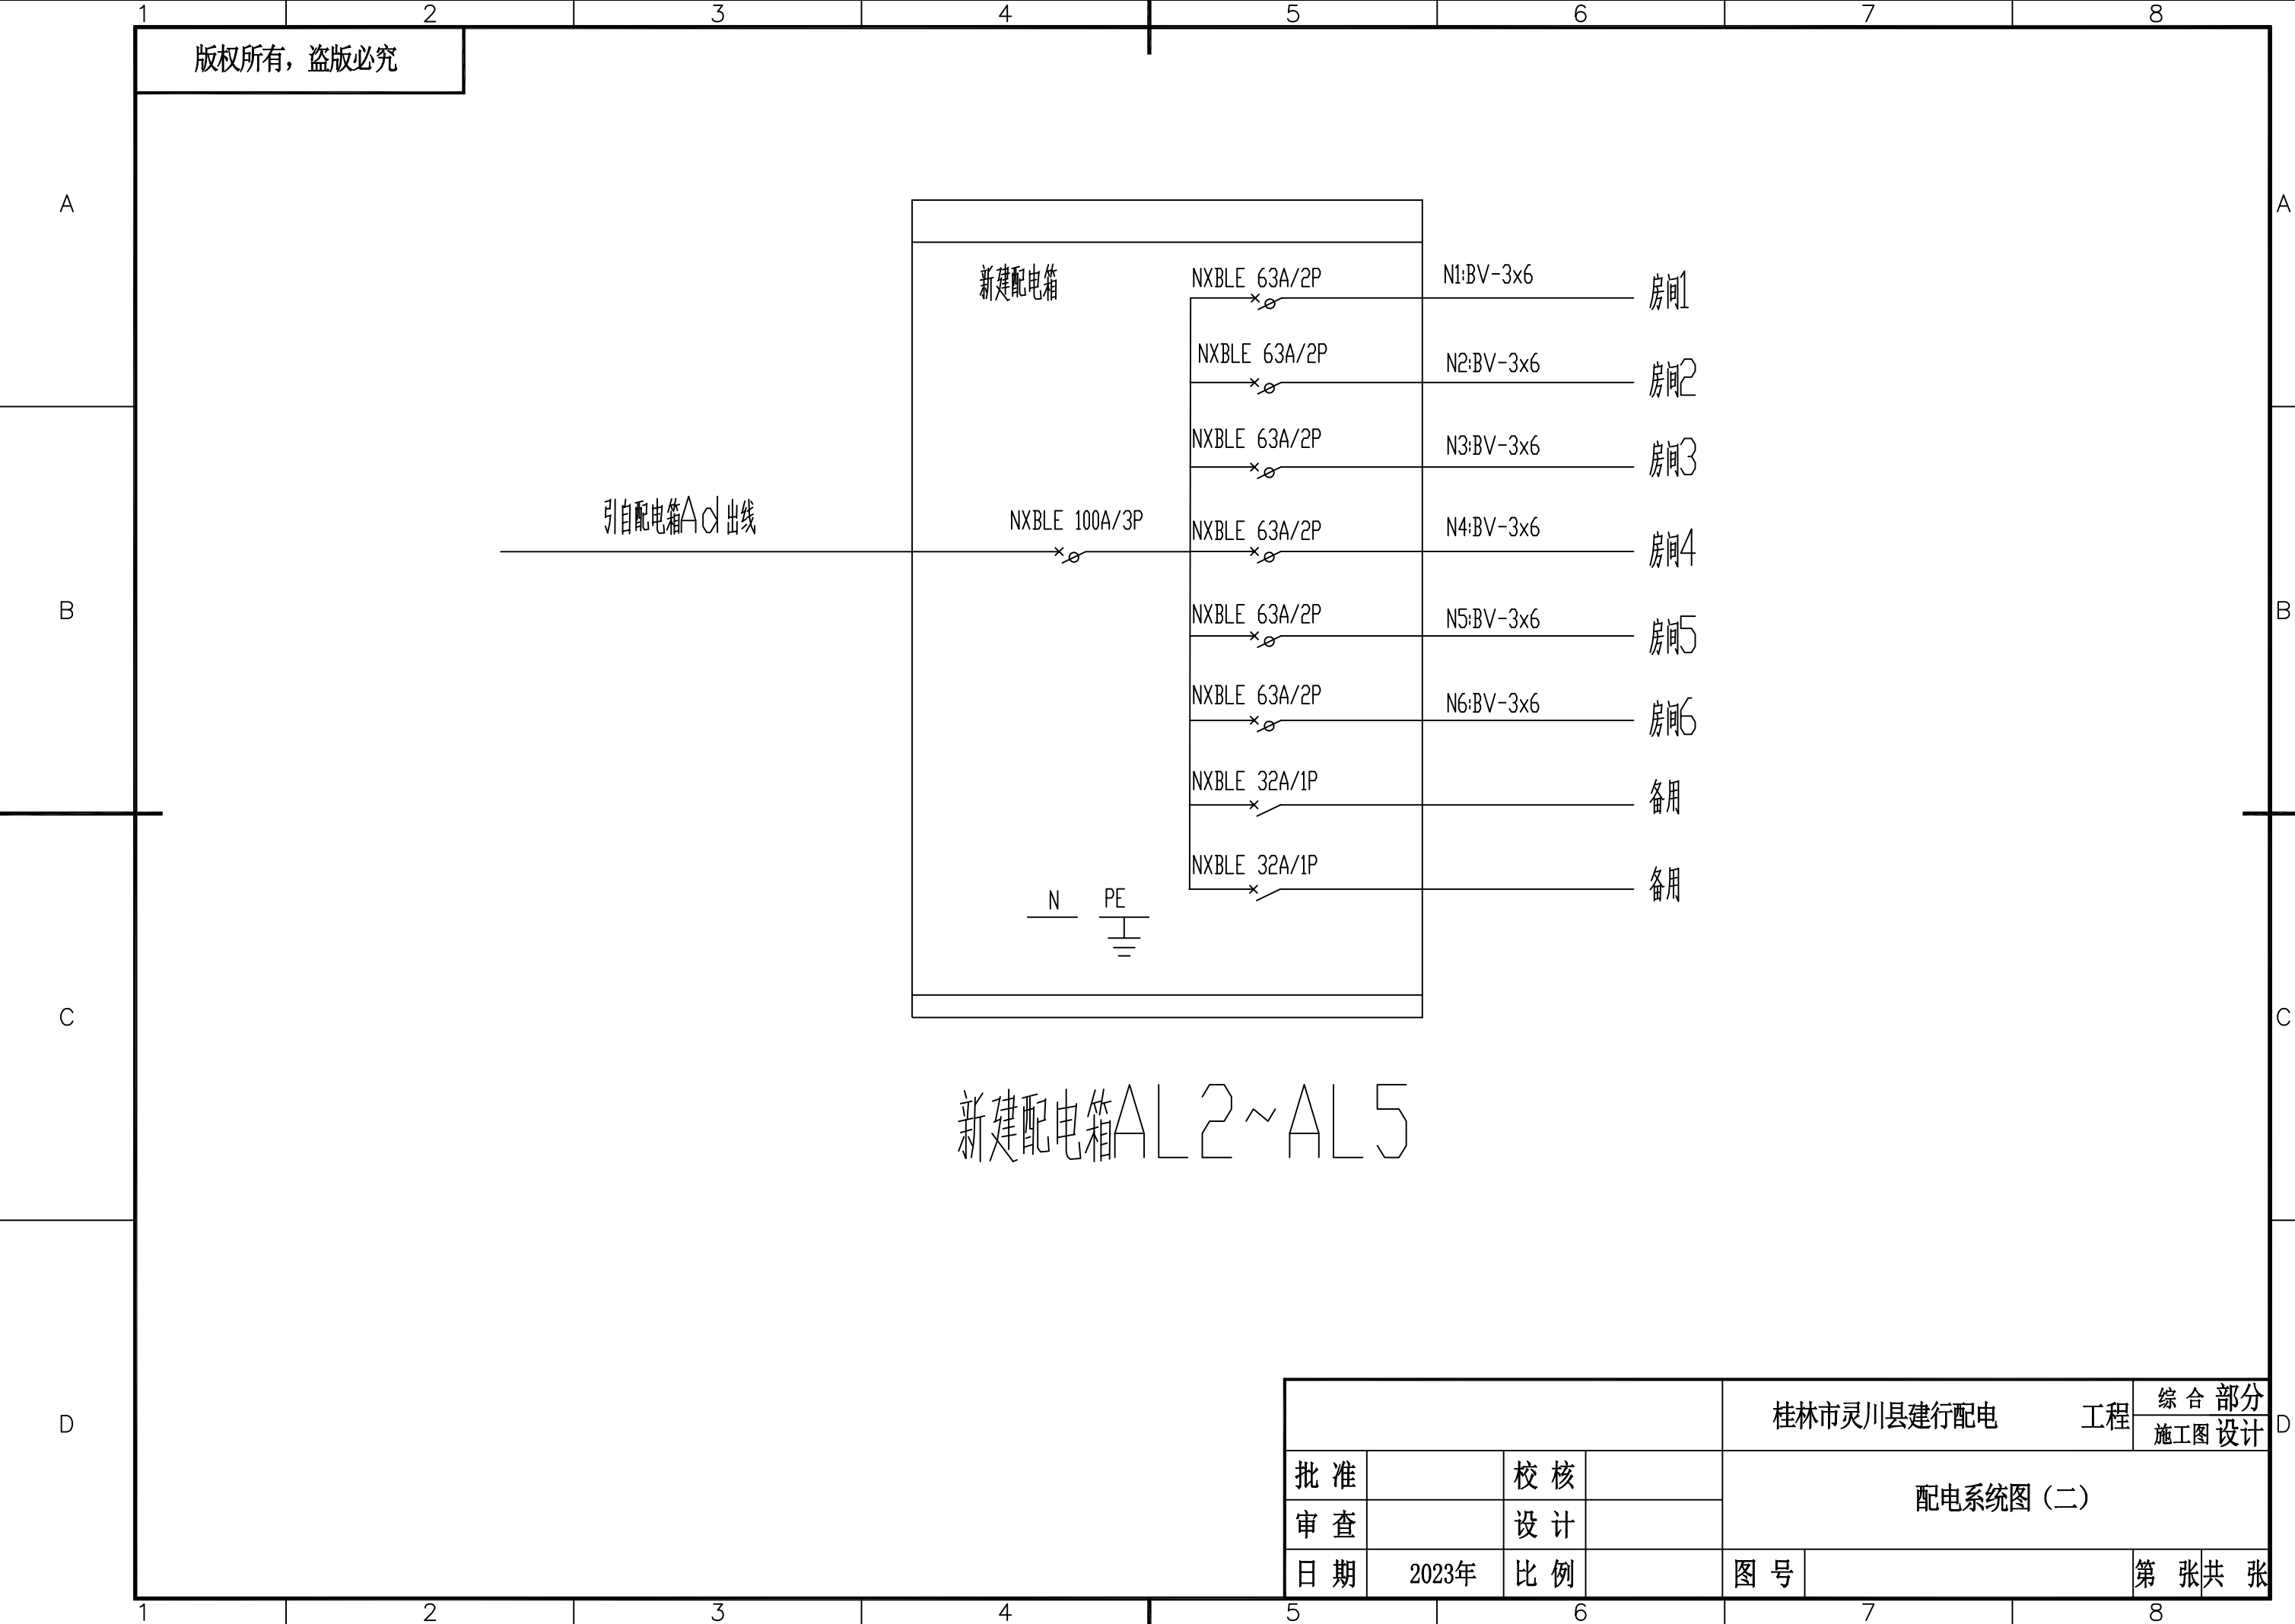 1 2 3 4 5 6 7 8
版权所有，盗版必究
A A
新建配电箱
NXBLE 63A/2P N1:BV-3x6 房间1
NXBLE 63A/2P N2:BV-3x6 房间2
NXBLE 63A/2P N3:BV-3x6 房间3
引自配电箱Ad出线 NXBLE 100A/3P NXBLE 63A/2P N4:BV-3x6 房间4
B B
NXBLE 63A/2P N5:BV-3x6 房间5
NXBLE 63A/2P N6:BV-3x6 房间6
NXBLE 32A/1P 备用
NXBLE 32A/1P 备用
N PE
C C
新建配电箱AL2~AL5
D D
桂林市灵川县建行配电 工程 综合 部分
施工图 设计
批准 校核
配电系统图（二）
审查 设计
日期 2023年 比例 图号 第 张共 张
1 2 3 4 5 6 7 8